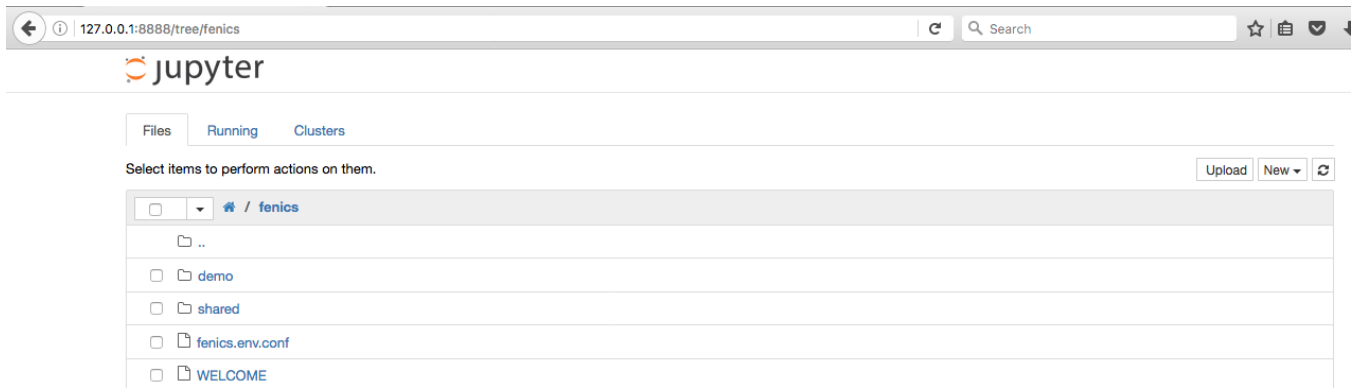 127.0.0.1:8888/tree/fenics Search
jupyter
Files Running Clusters
Select items to perform actions on them. Upload New
/ fenics
..
demo
shared
fenics.env.conf
WELCOME